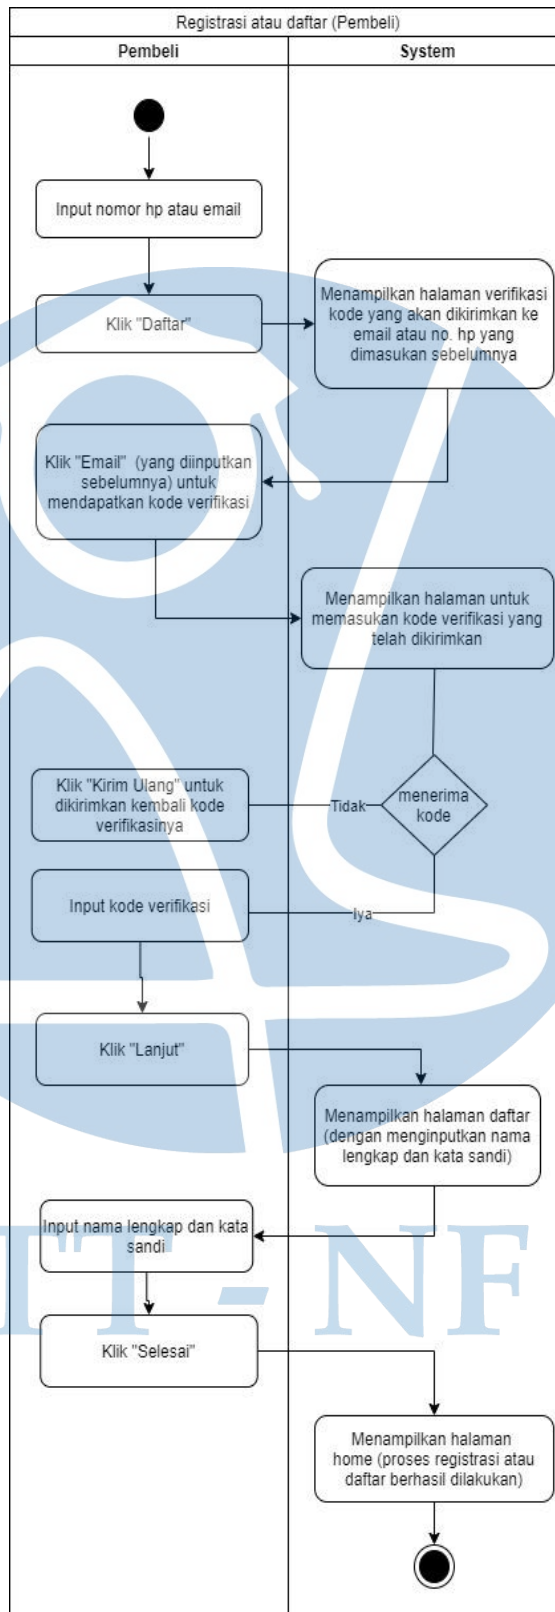 Registrasi atau daftar (Pembeli)
Pembeli
System
Input nomor hp atau email
Klik "Daftar"
Menampilkan halaman verifikasi
kode yang akan dikirimkan ke
email atau no. hp yang
dimasukan sebelumnya
Klik "Email" (yang diinputkan
sebelumnya) untuk
mendapatkan kode verifikasi
Menampilkan halaman untuk
memasukan kode verifikasi yang
telah dikirimkan
menerima
kode
Tidak
Klik "Kirim Ulang" untuk
dikirimkan kembali kode
verifikasinya
Iya
Input kode verifikasi
Klik "Lanjut"
Menampilkan halaman daftar
(dengan menginputkan nama
lengkap dan kata sandi)
Input nama lengkap dan kata
sandi
Klik "Selesai"
Menampilkan halaman
home (proses registrasi atau
daftar berhasil dilakukan)
TT - NF